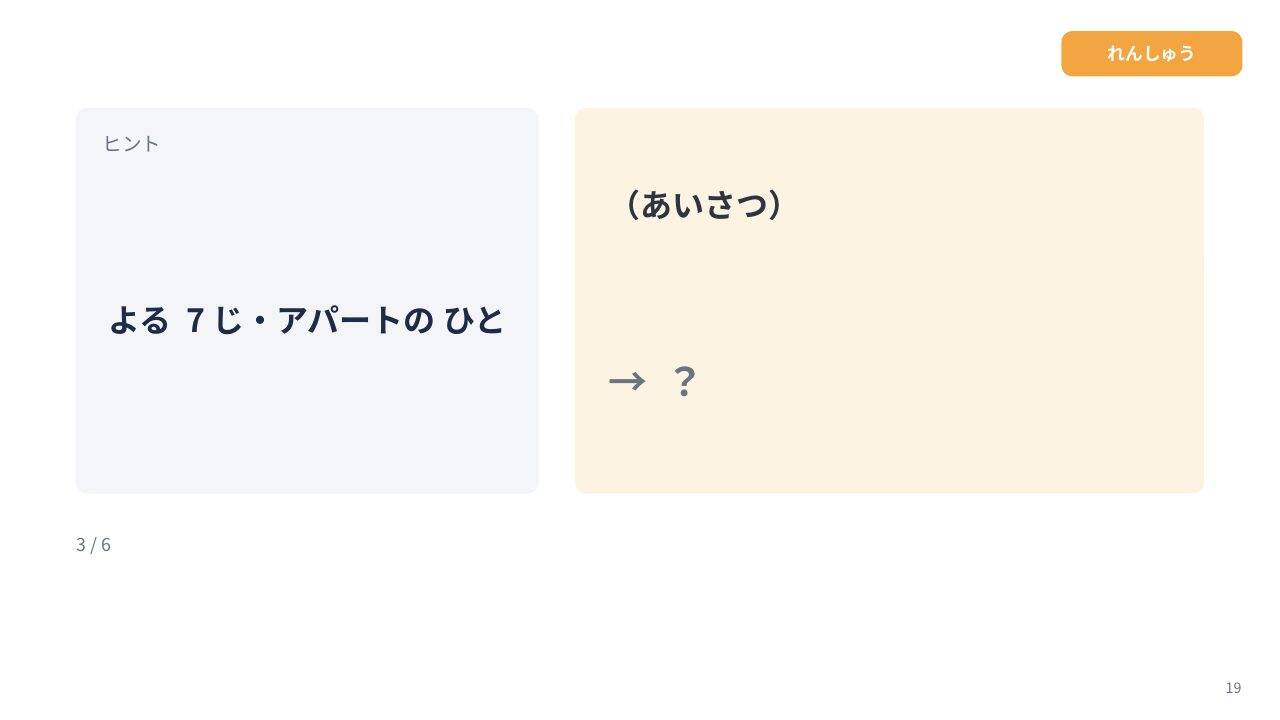 れんしゅう
ヒント
よる ７じ・アパートの ひと
（あいさつ）
→ ？
3 / 6
19